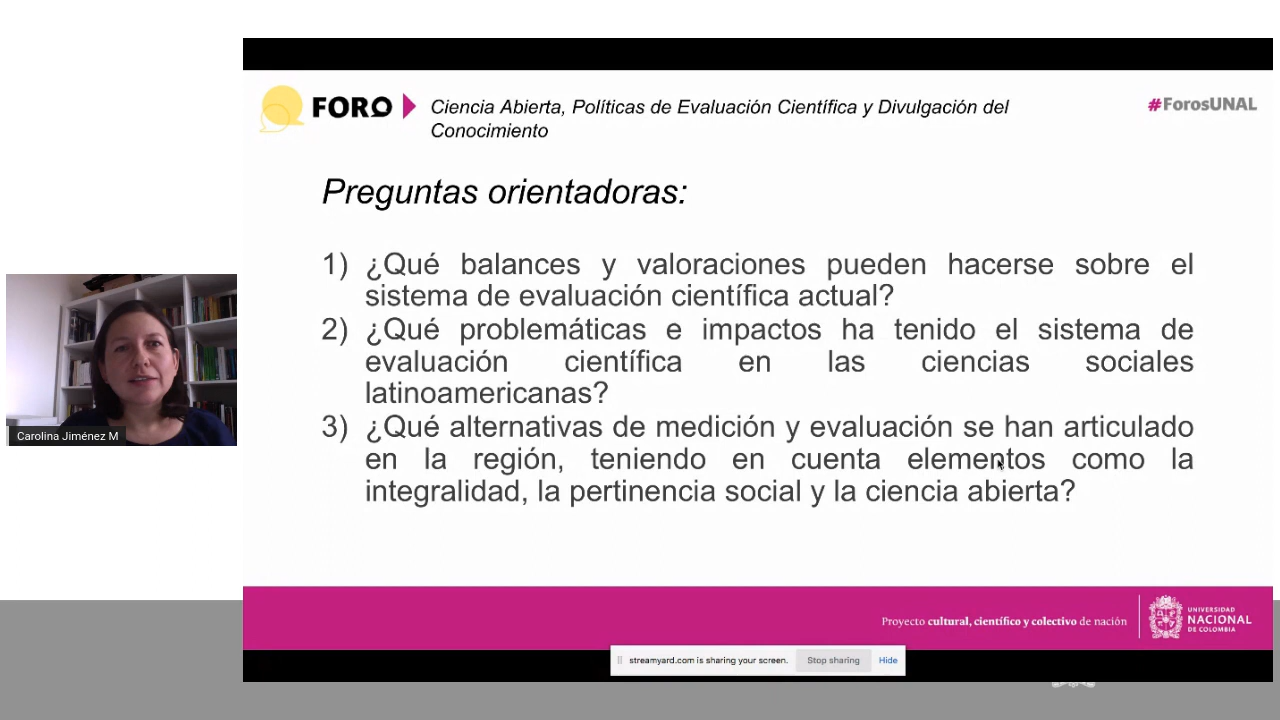 FORO
Ciencia Abierta, Políticas de Evaluación Científica y Divulgación del
Conocimiento
#ForosUNAL
Preguntas orientadoras:
1) ¿Qué balances y valoraciones pueden hacerse sobre el
sistema de evaluación científica actual?
2) ¿Qué problemáticas e impactos ha tenido el sistema de
evaluación científica en las ciencias sociales
latinoamericanas?
3) ¿Qué alternativas de medición y evaluación se han articulado
en la región, teniendo en cuenta elementos como la
integralidad, la pertinencia social y la ciencia abierta?
Carolina Jiménez M
Proyecto cultural, científico y colectivo de nación
UNIVERSIDAD
NACIONAL
DE COLOMBIA
streamyard.com is sharing your screen.
Stop sharing
Hide